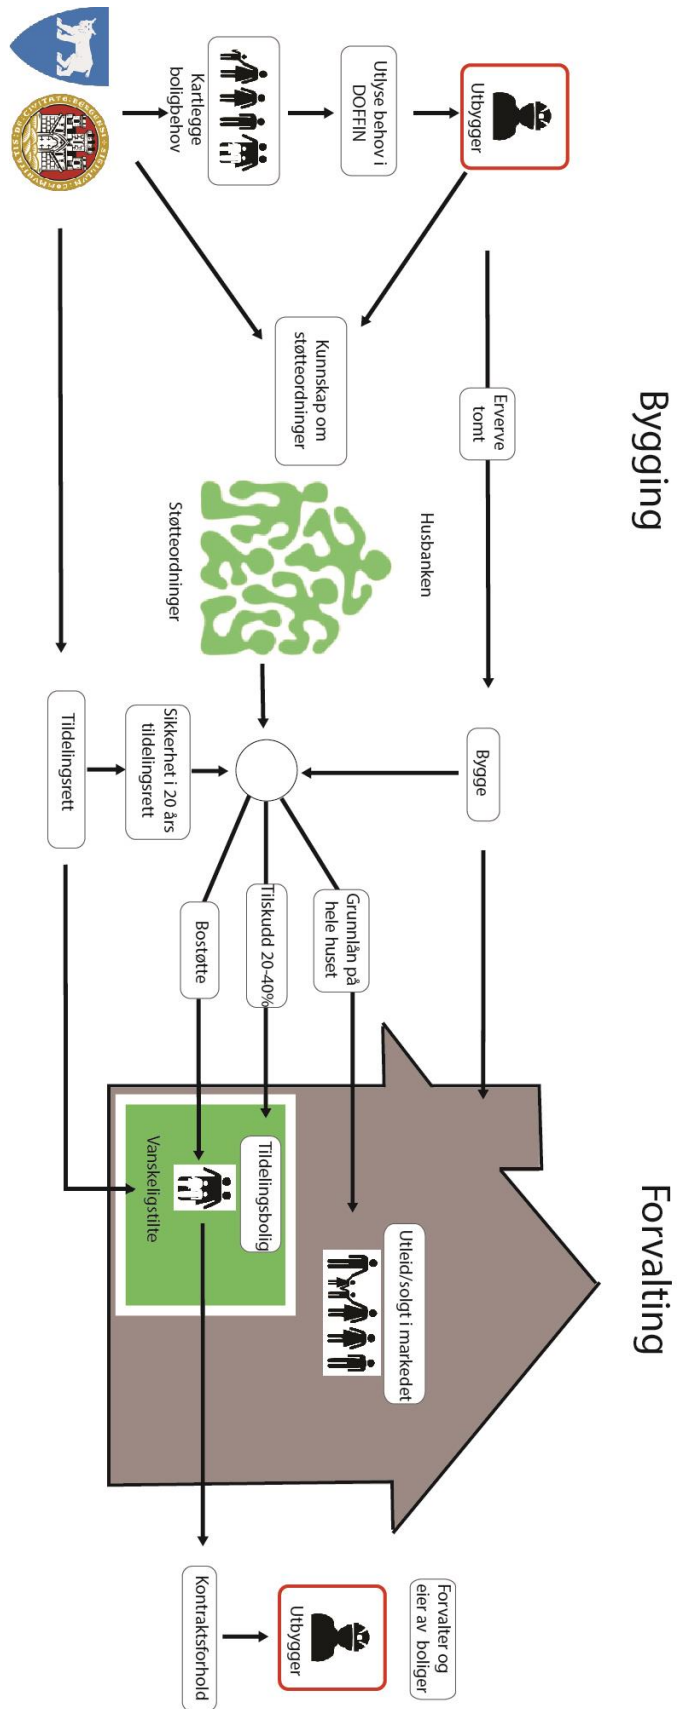 Bygging
Forvalting
Utbygger
Utlyse behov i
DOFFIN
Kartlegge
boligbehov
Erverve
tomt
Kunnskap om
støtteordninger
Husbanken
Støtteordninger
Bygge
Sikkerhet i 20 års
tildelingsrett
Tildelingsrett
Grunnlån på
hele huset
Tilskudd 20-40%
Bostøtte
Utleid/solgt i markedet
Tildelingsbolig
Vanskeligstilte
Forvalter og
eier av boliger
Utbygger
Kontraktsforhold